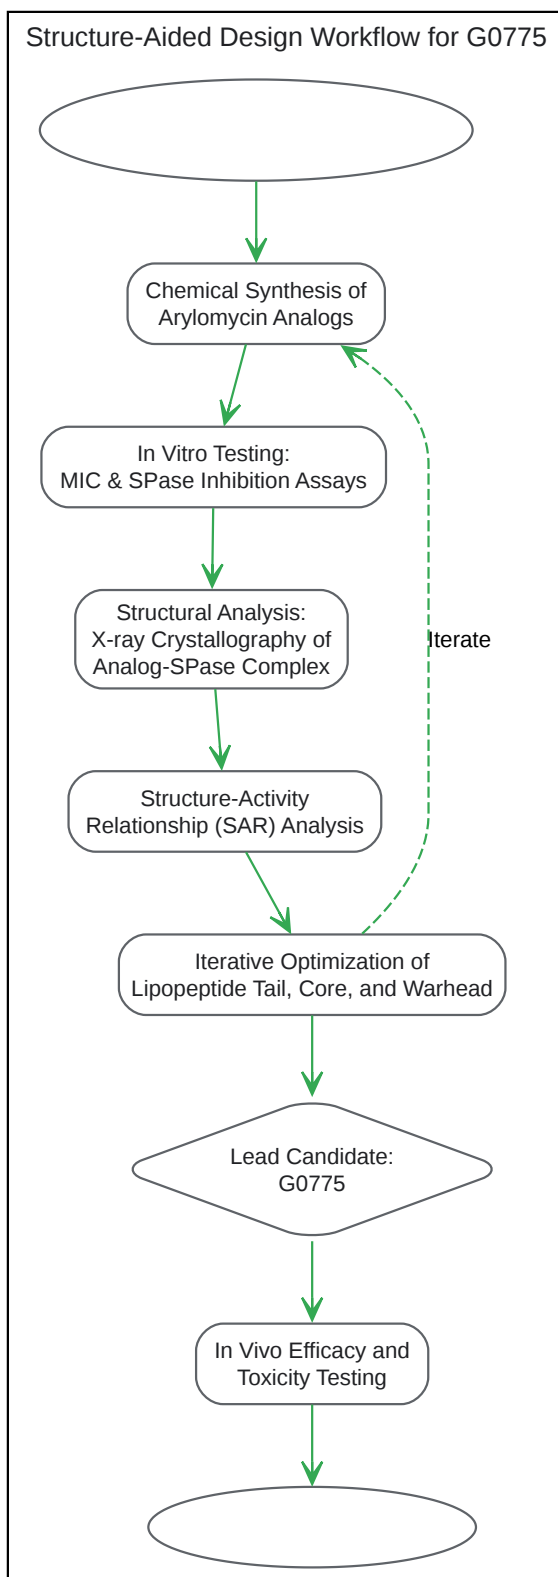 Structure-Aided Design Workflow for G0775
Chemical Synthesis of
Arylomycin Analogs
In Vitro Testing:
MIC & SPase Inhibition Assays
Structural Analysis:
X-ray Crystallography of
Analog-SPase Complex
Iterate
Structure-Activity
Relationship (SAR) Analysis
Iterative Optimization of
Lipopeptide Tail, Core, and Warhead
Lead Candidate:
G0775
In Vivo Efficacy and
Toxicity Testing